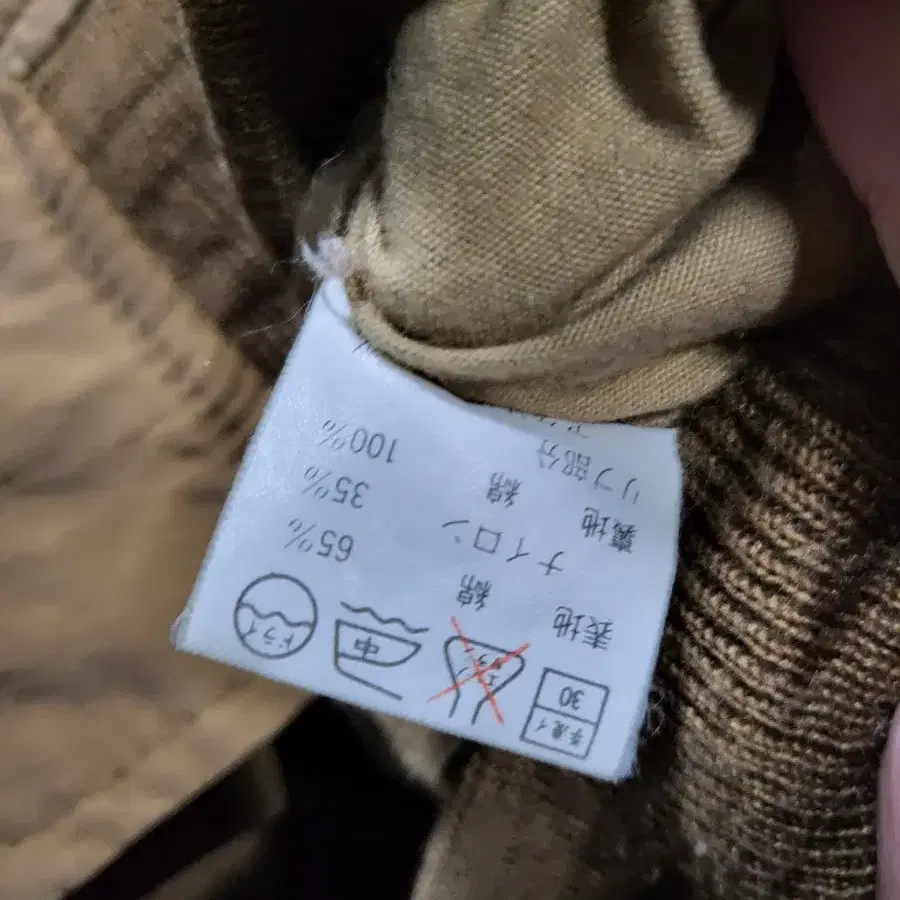 手洗イ
30
中
ドライ
表地 綿 65%
ナイロン 35%
裏地 綿 100%
リブ部分